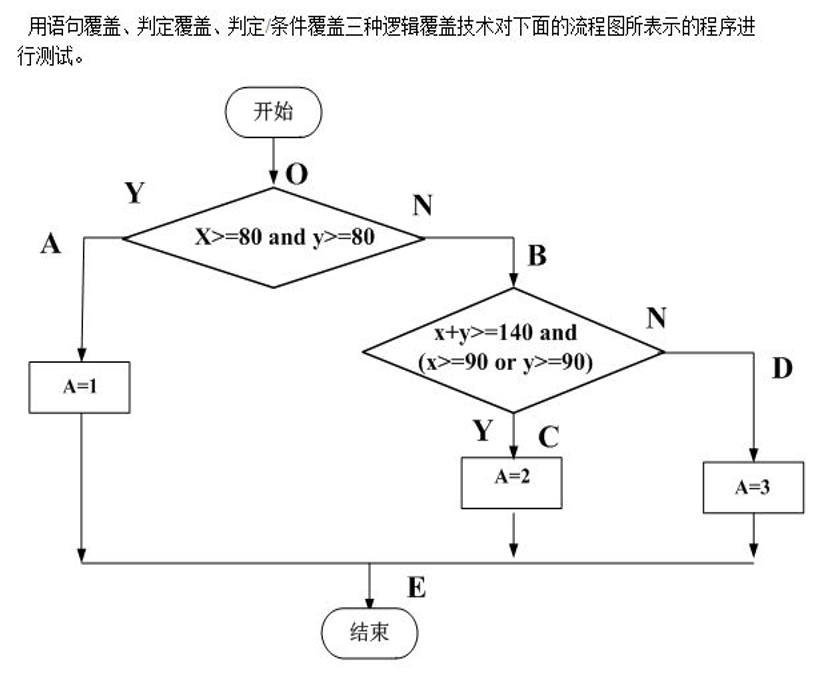 用语句覆盖、判定覆盖、判定/条件覆盖三种逻辑覆盖技术对下面的流程图所表示的程序进
行测试。
开始
O
Y
N
A
X>=80 and y>=80
B
x+y>=140 and
(x>=90 or y>=90)
N
D
A=1
Y
C
A=2
A=3
E
结束